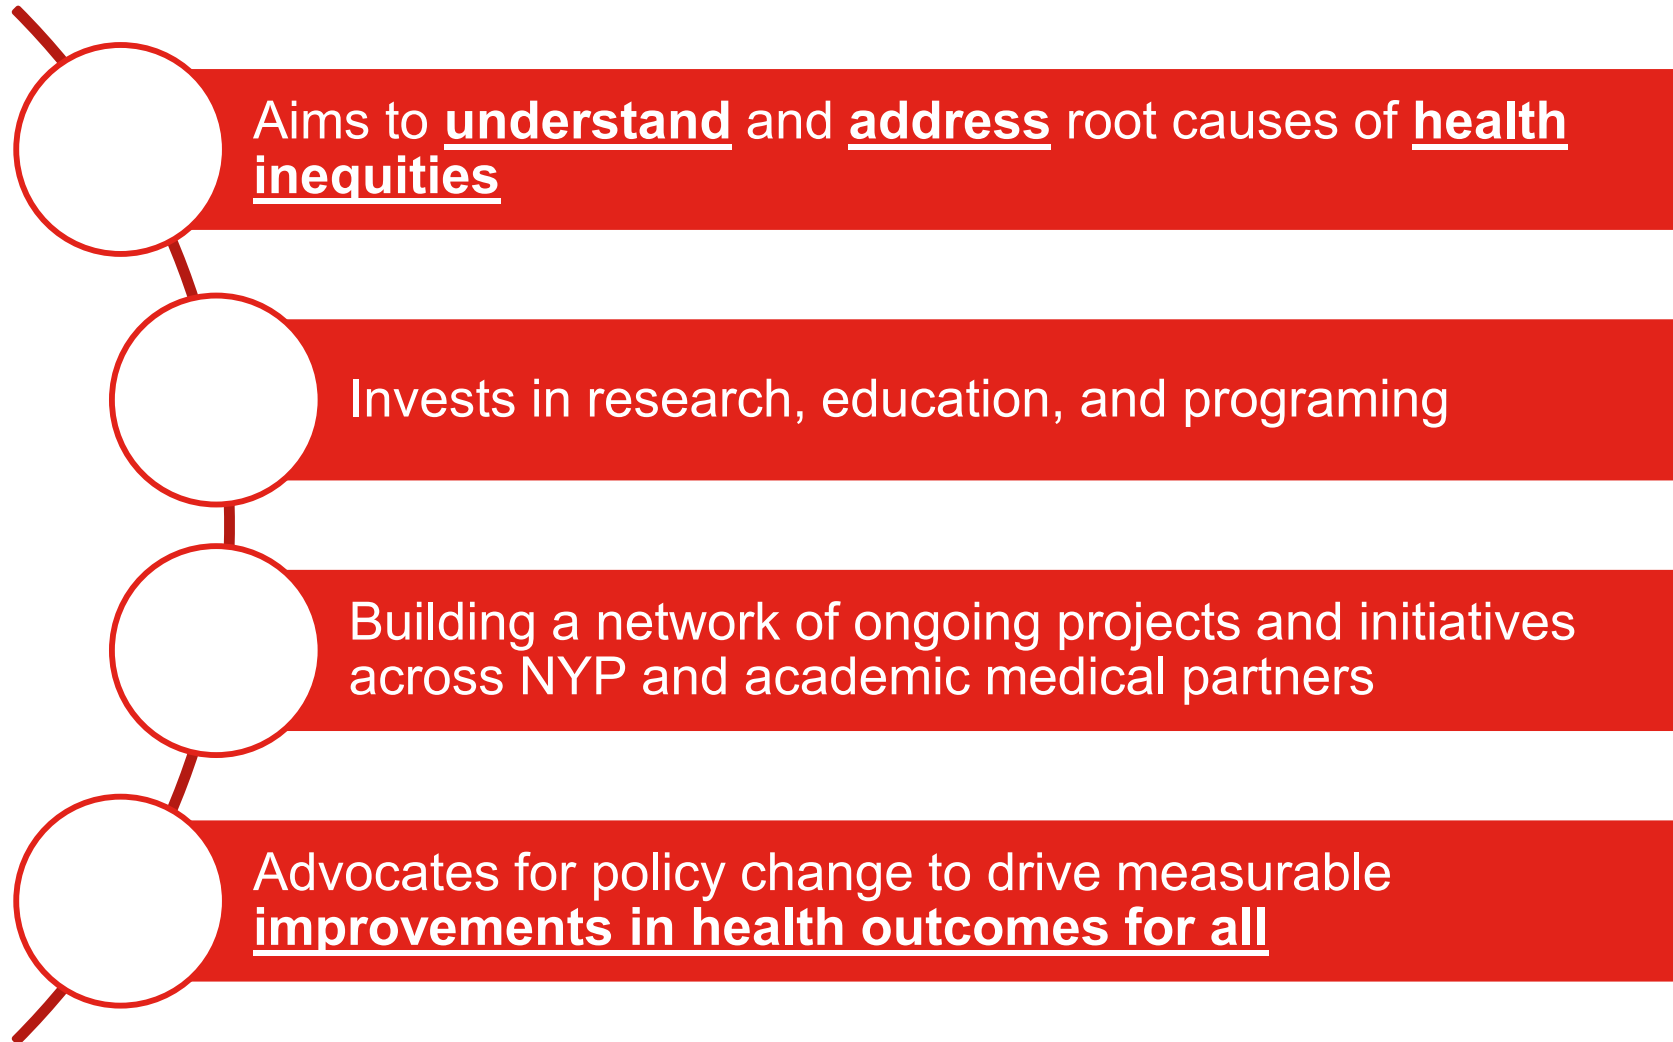 Aims to understand and address root causes of health
inequities
Invests in research, education, and programing
Building a network of ongoing projects and initiatives
across NYP and academic medical partners
Advocates for policy change to drive measurable
improvements in health outcomes for all